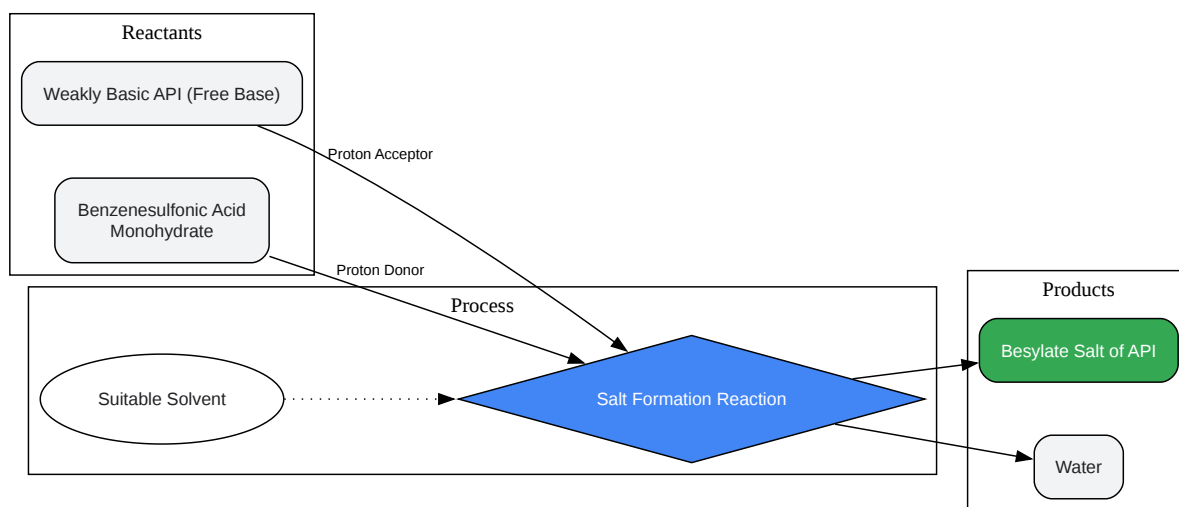 Reactants
Weakly Basic API (Free Base)
Proton Acceptor
Benzenesulfonic Acid
Monohydrate
Proton Donor
Process
Suitable Solvent
Salt Formation Reaction
Products
Besylate Salt of API
Water